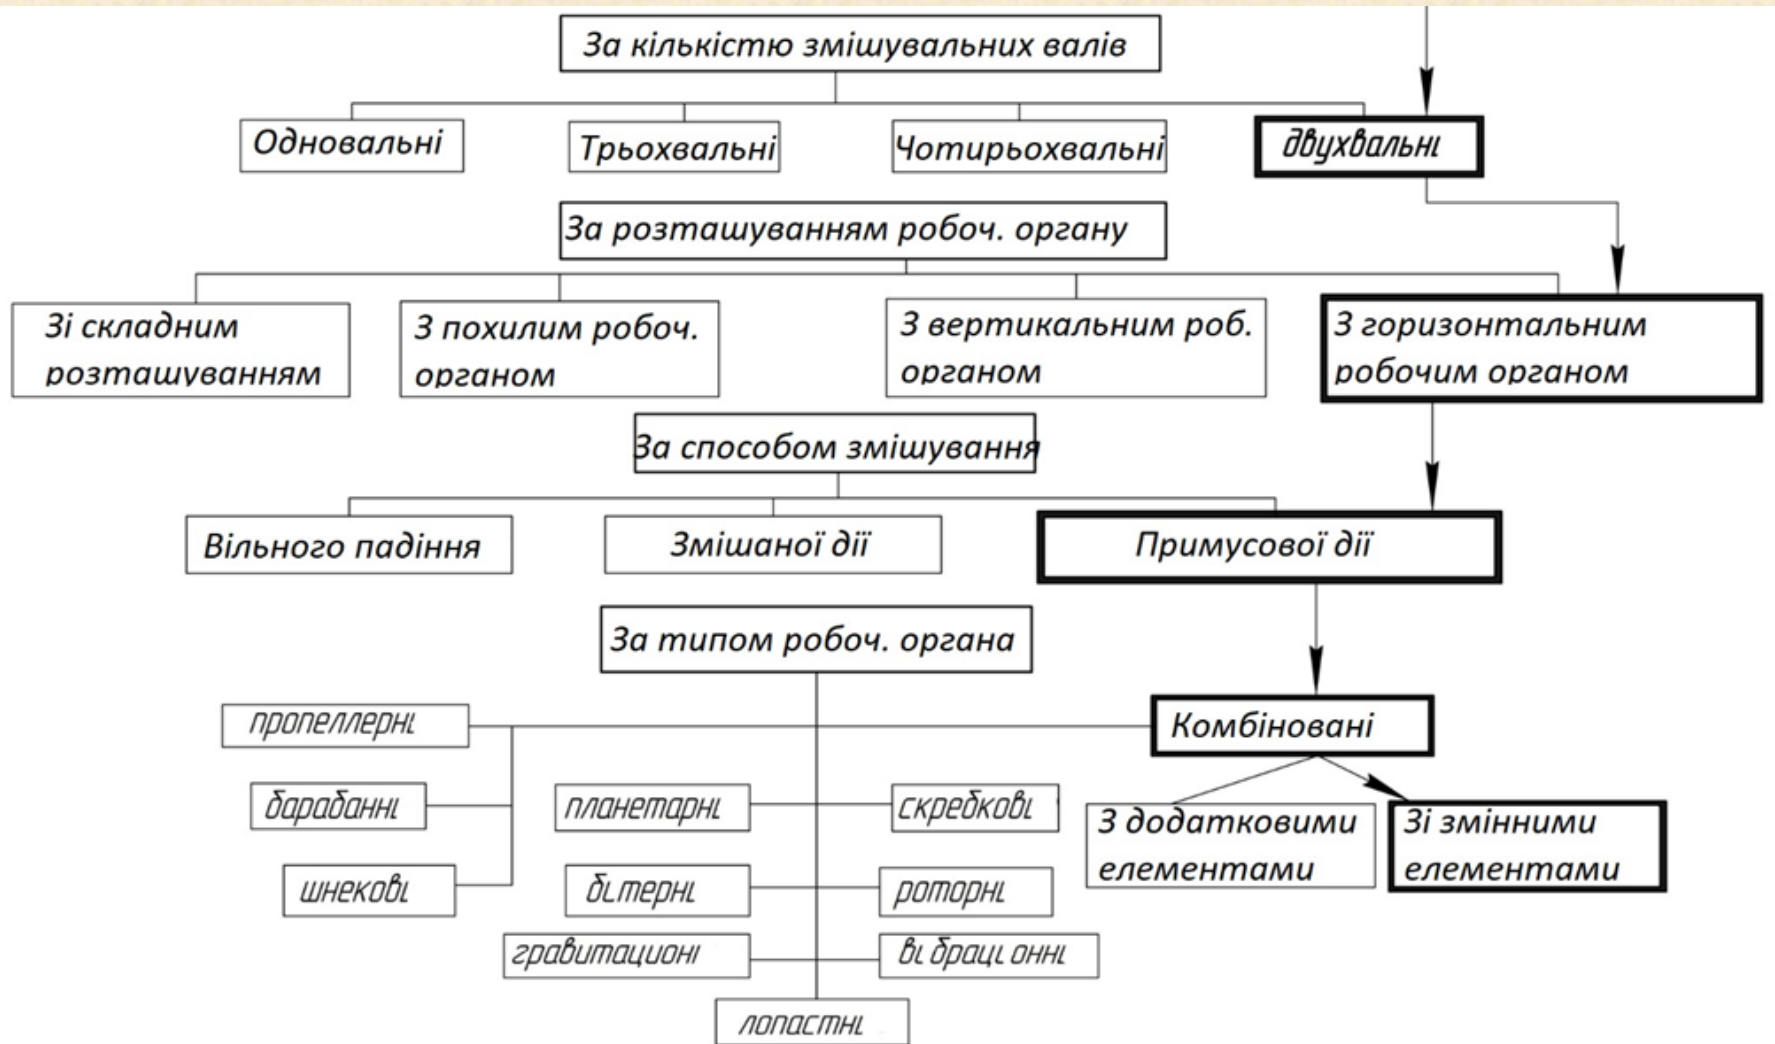 За кількістю змішувальних валів
Одновальні
Трьохвальні
Чотирьохвальні
двухвальні
За розташуванням робоч. органу
Зі складним
розташуванням
З похилим робоч.
органом
З вертикальним роб.
органом
З горизонтальним
робочим органом
За способом змішування
Вільного падіння
Змішаної дії
Примусової дії
За типом робоч. органа
пропеллерні
Комбіновані
барабанні
планетарні
скребкові
З додатковими
елементами
Зі змінними
елементами
шнекові
бітерні
роторні
гравитационі
вібраці онні
лопастні